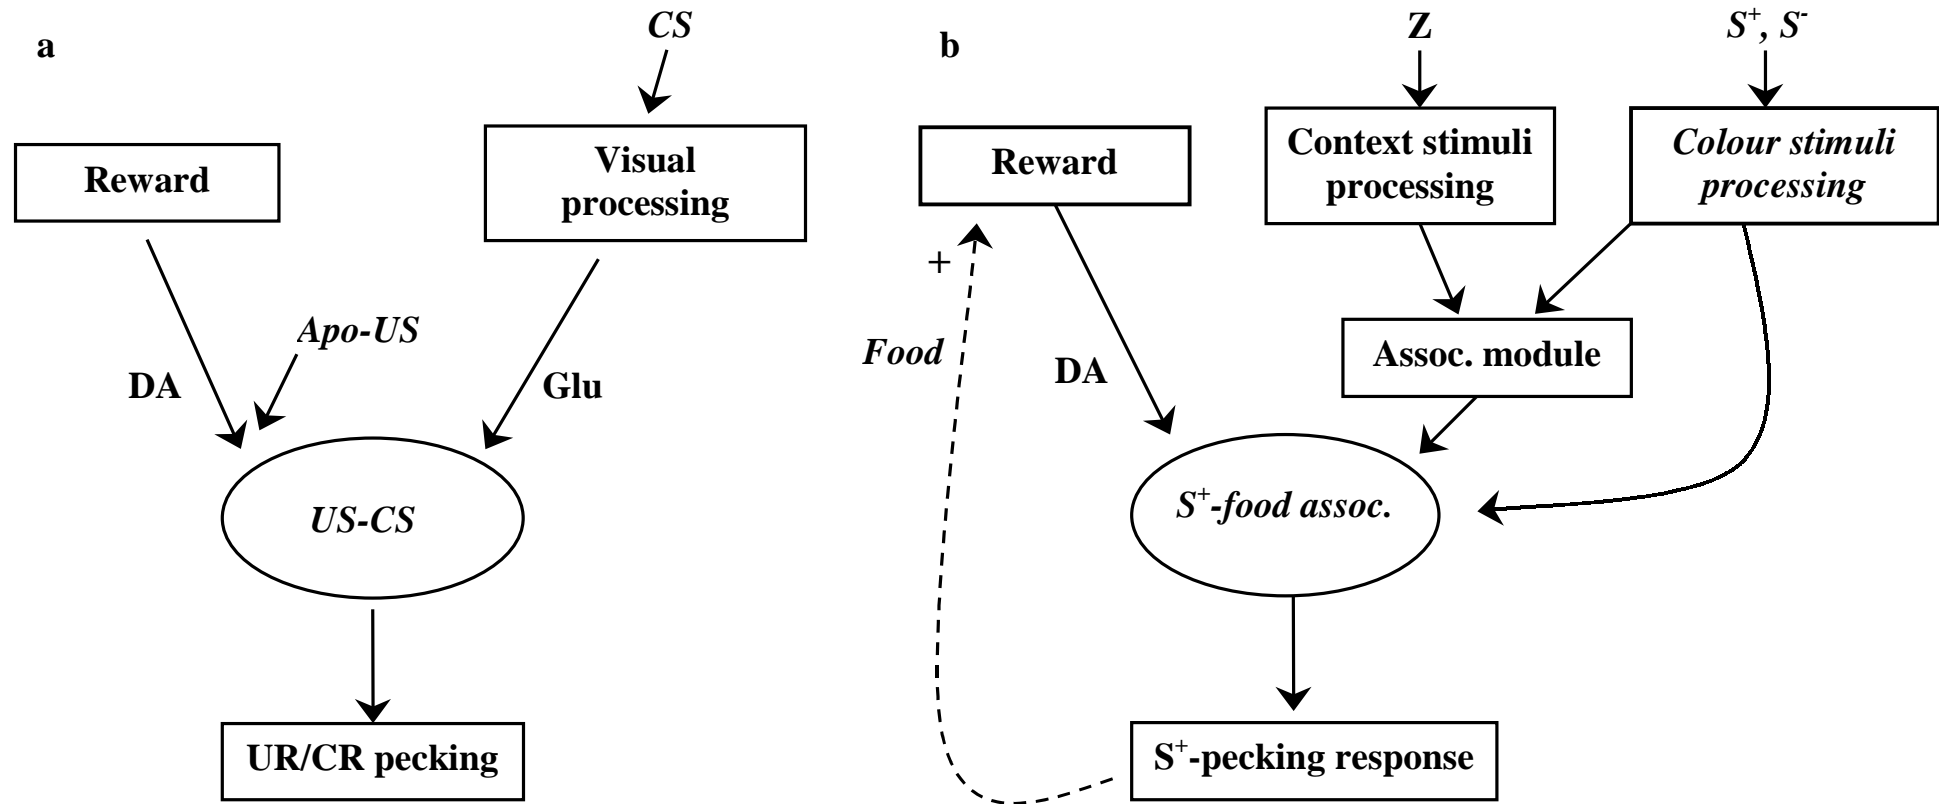 a
CS
Reward
Visual
processing
Apo-US
DA
Glu
US-CS
UR/CR pecking
b
Z
S⁺, S⁻
Reward
Context stimuli
processing
Colour stimuli
processing
+
Food
DA
Assoc. module
S⁺-food assoc.
S⁺-pecking response